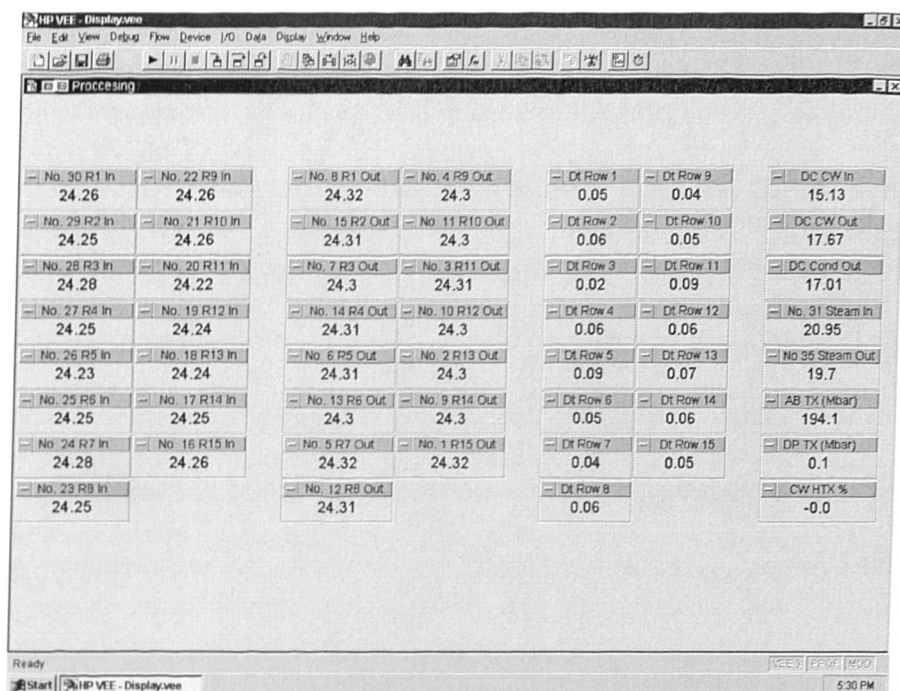 HP VEE - Display.vee
File Edit View Debug Flow Device I/O Data Display Window Help
Proccesing
No. 30 R1 In No. 22 R9 In No. 8 R1 Out No. 4 R9 Out Dt Row 1 Dt Row 9 DC CW In
24.26 24.26 24.32 24.3 0.05 0.04 15.13
No. 29 R2 In No. 21 R10 In No. 15 R2 Out No. 11 R10 Out Dt Row 2 Dt Row 10 DC CW Out
24.25 24.26 24.31 24.3 0.06 0.05 17.67
No. 28 R3 In No. 20 R11 In No. 7 R3 Out No. 3 R11 Out Dt Row 3 Dt Row 11 DC Cond Out
24.28 24.22 24.3 24.31 0.02 0.09 17.01
No. 27 R4 In No. 19 R12 In No. 14 R4 Out No. 10 R12 Out Dt Row 4 Dt Row 12 No. 31 Steam In
24.25 24.24 24.31 24.3 0.06 0.06 20.95
No. 26 R5 In No. 18 R13 In No. 6 R5 Out No. 2 R13 Out Dt Row 5 Dt Row 13 No 35 Steam Out
24.23 24.24 24.31 24.3 0.09 0.07 19.7
No. 25 R6 In No. 17 R14 In No. 13 R6 Out No. 9 R14 Out Dt Row 6 Dt Row 14 AB TX (Mbar)
24.25 24.25 24.3 24.3 0.05 0.06 194.1
No. 24 R7 In No. 16 R15 In No. 5 R7 Out No. 1 R15 Out Dt Row 7 Dt Row 15 DP TX (Mbar)
24.28 24.26 24.32 24.32 0.04 0.05 0.1
No. 23 R8 In No. 12 R8 Out Dt Row 8 CW HTX %
24.25 24.31 0.06 -0.0
Ready PROF MOD
Start HP VEE - Display.vee 5:30 PM